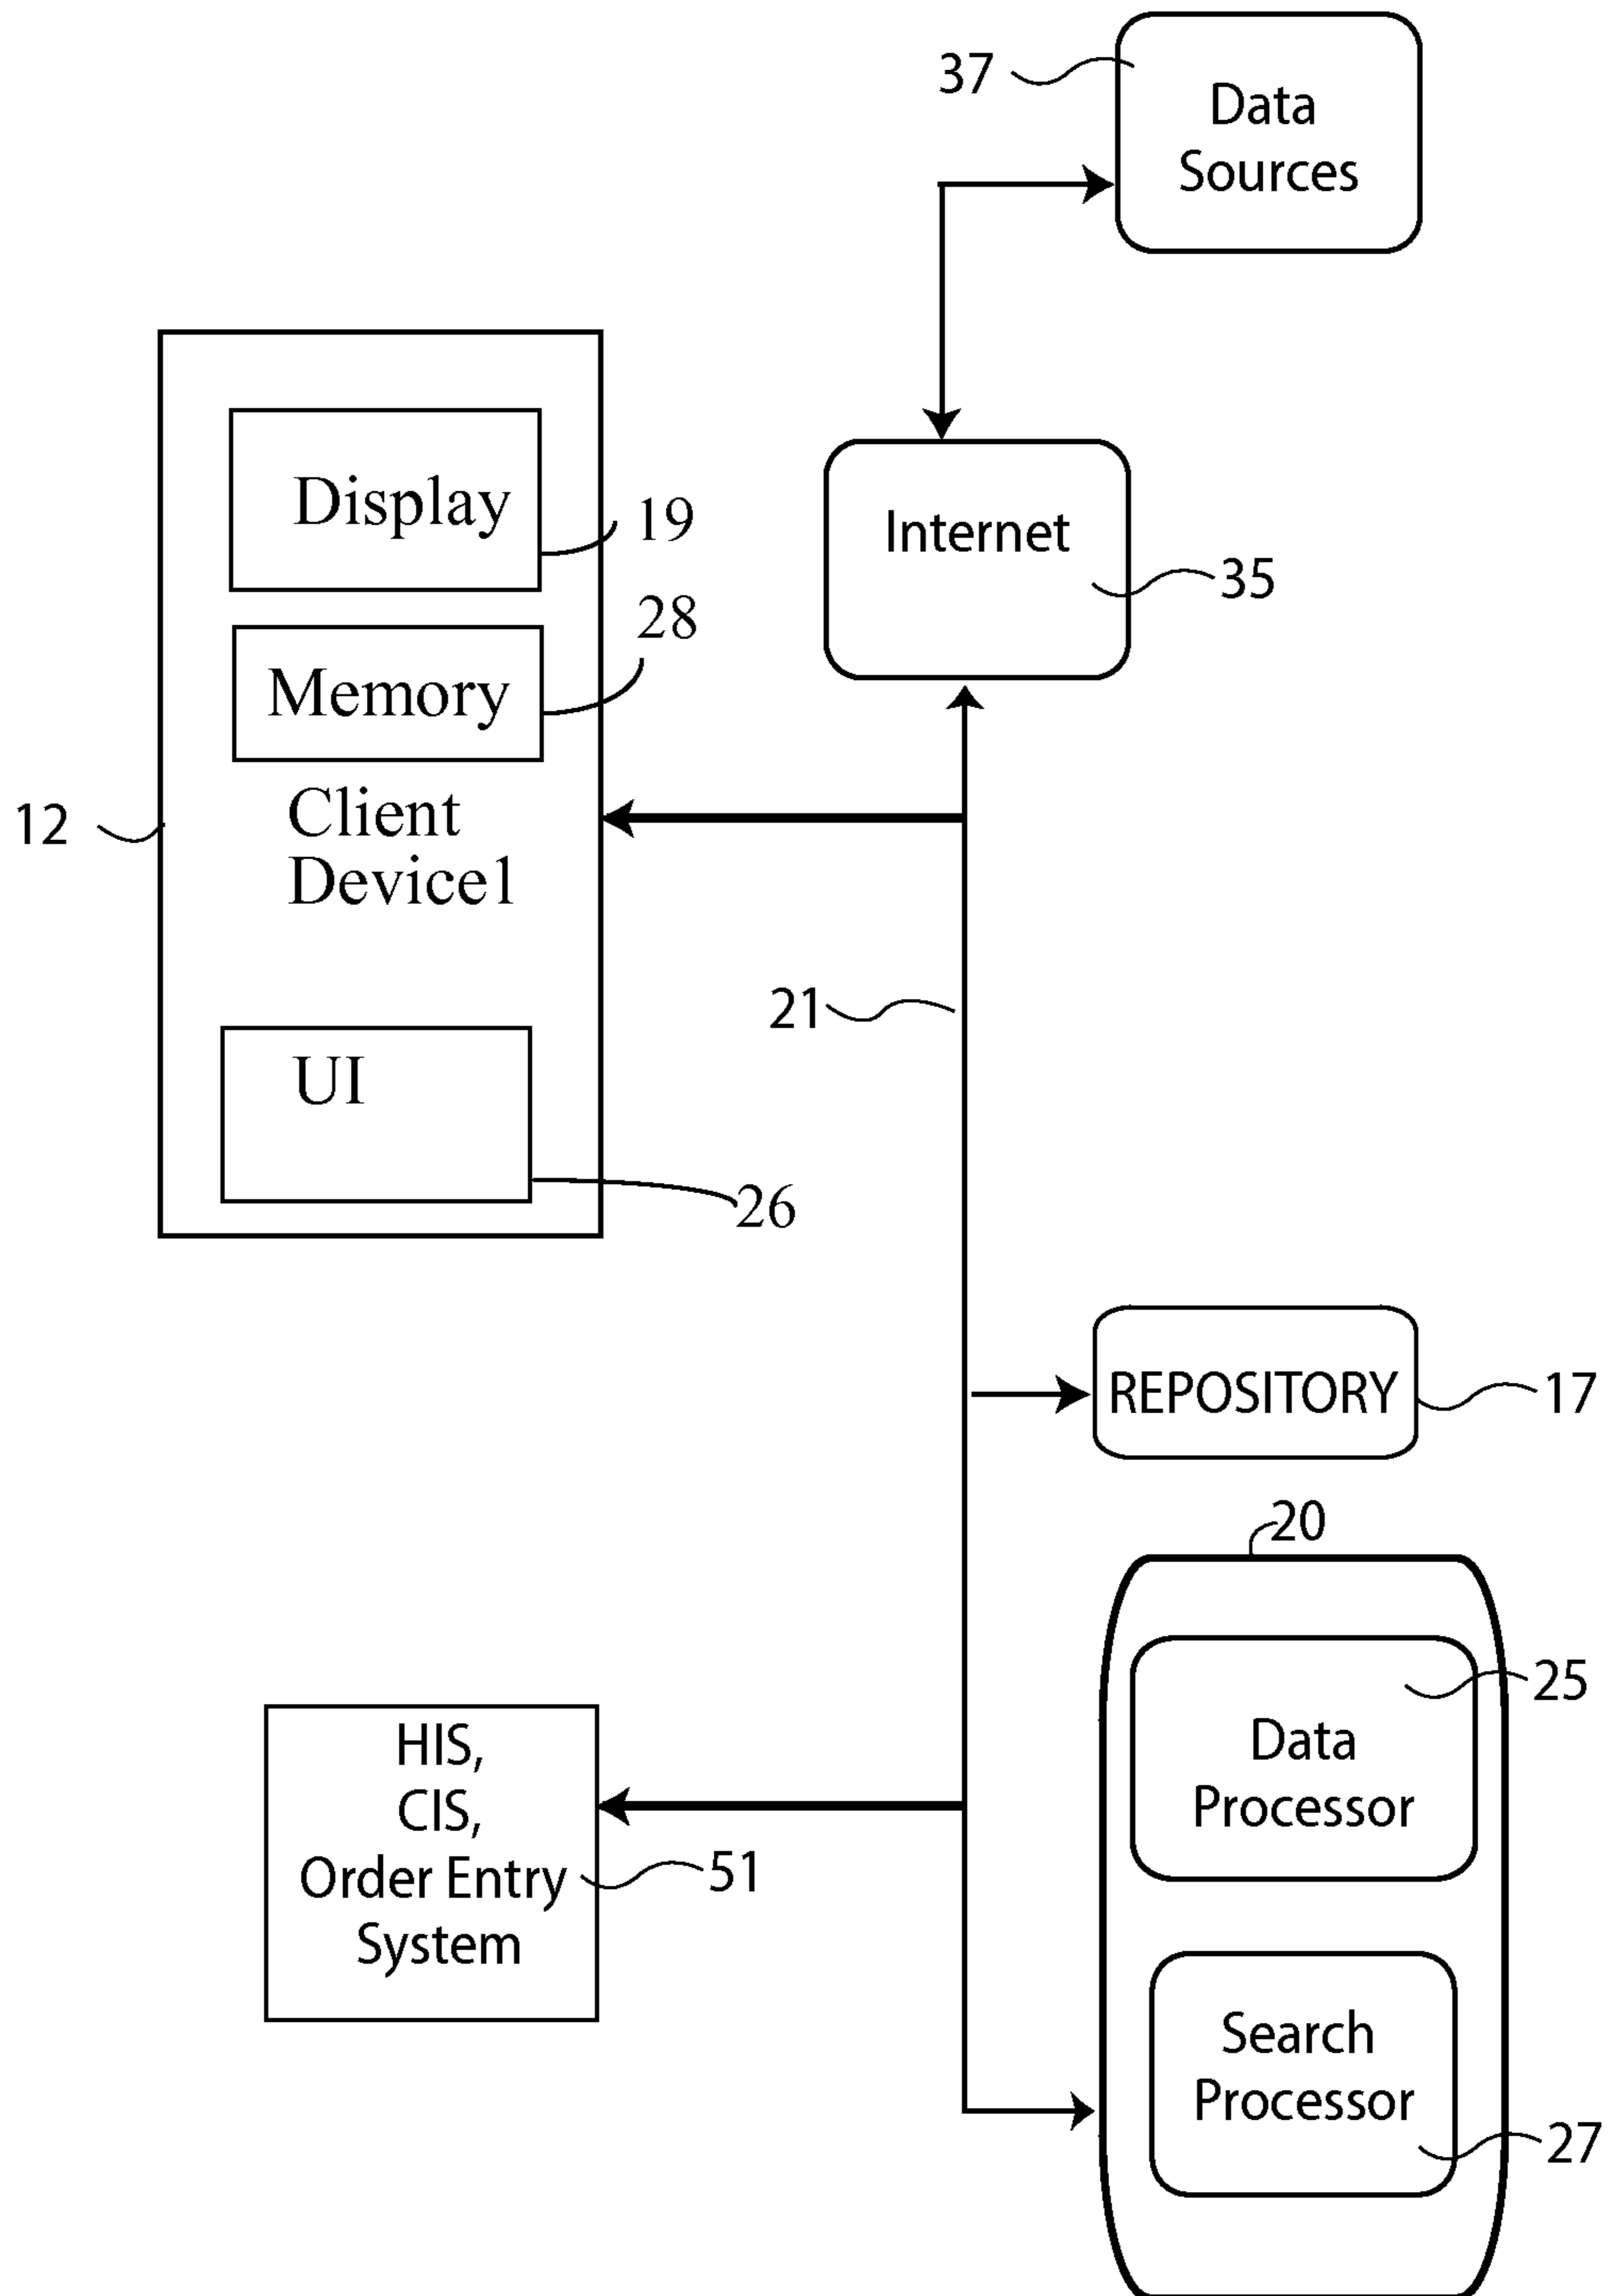 37
Data
Sources
Display
19
Internet
35
28
Memory
12
Client
Device1
21
UI
26
REPOSITORY
17
20
25
Data
Processor
HIS,
CIS,
Order Entry
System
51
Search
Processor
27